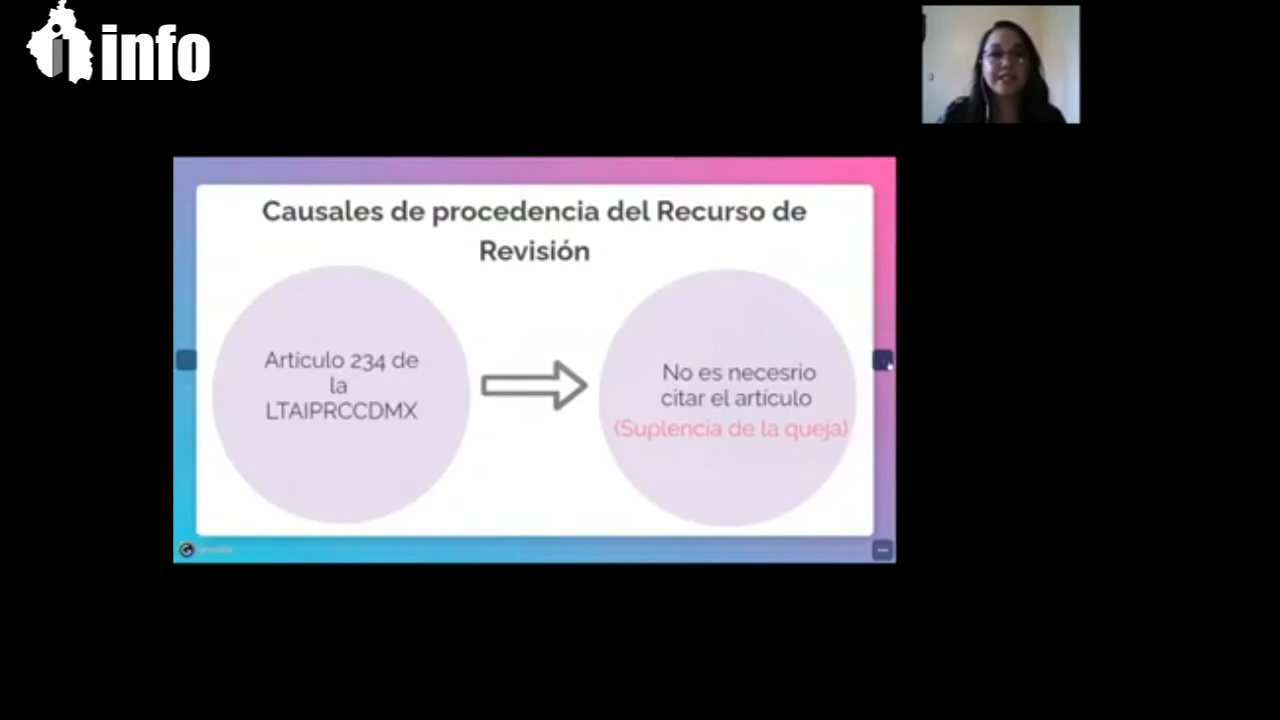 info
Causales de procedencia del Recurso de
Revisión
Artículo 234 de
la
LTAIPRCCDMX
No es necesrio
citar el artículo
(Suplencia de la queja)